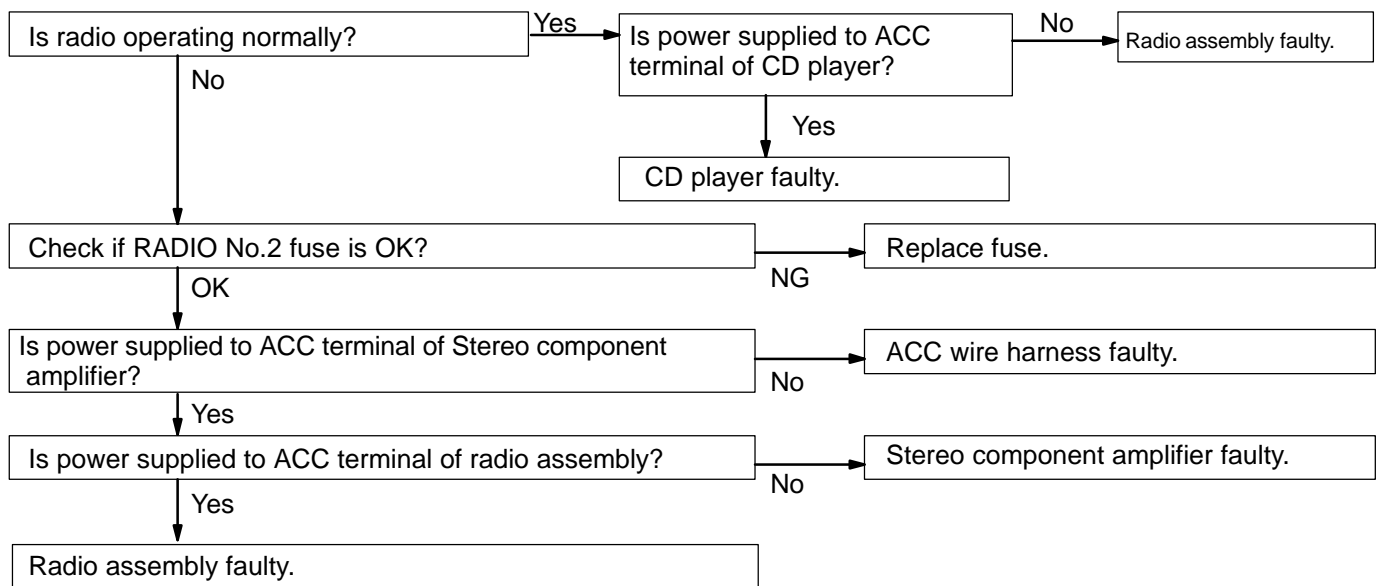 Is radio operating normally?
Yes
Is power supplied to ACC
terminal of CD player?
No
Radio assembly faulty.
No
Yes
CD player faulty.
Check if RADIO No.2 fuse is OK?
NG
Replace fuse.
OK
Is power supplied to ACC terminal of Stereo component
amplifier?
No
ACC wire harness faulty.
Yes
Is power supplied to ACC terminal of radio assembly?
No
Stereo component amplifier faulty.
Yes
Radio assembly faulty.